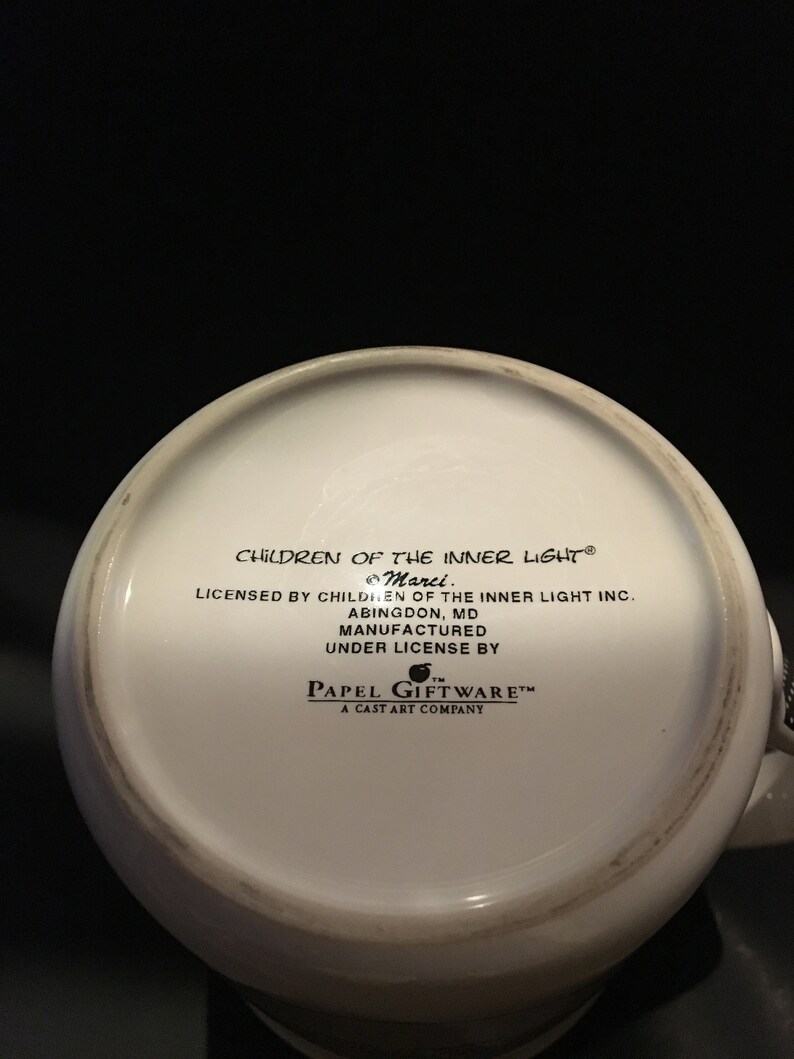 CHiLDREN OF THE INNER LiGHT®
© Marci.
LICENSED BY CHILDREN OF THE INNER LIGHT INC.
ABINGDON, MD
MANUFACTURED
UNDER LICENSE BY
PAPEL GIFTWARE™
A CAST ART COMPANY